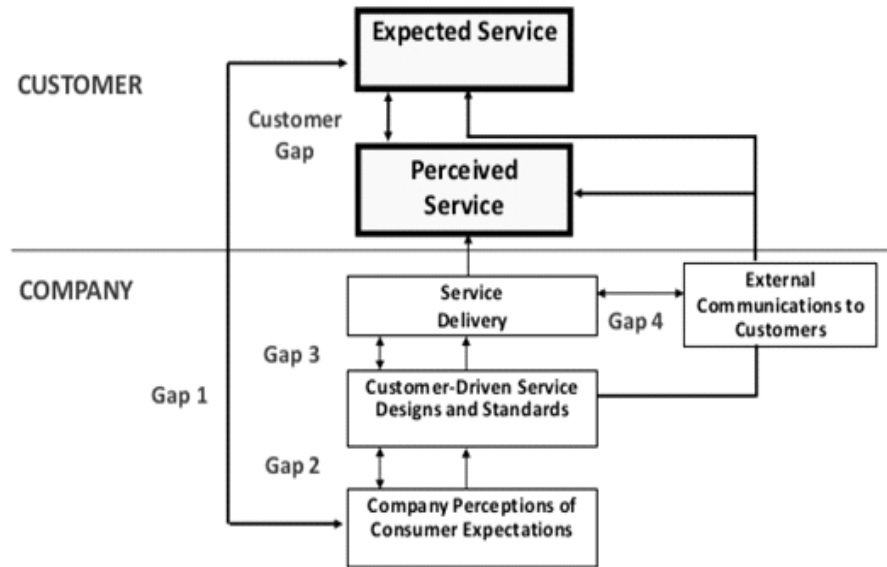 Expected Service
CUSTOMER
Customer
Gap
Perceived
Service
COMPANY
Service
Delivery
External
Communications to
Customers
Gap 4
Gap 3
Gap 1
Customer-Driven Service
Designs and Standards
Gap 2
Company Perceptions of
Consumer Expectations